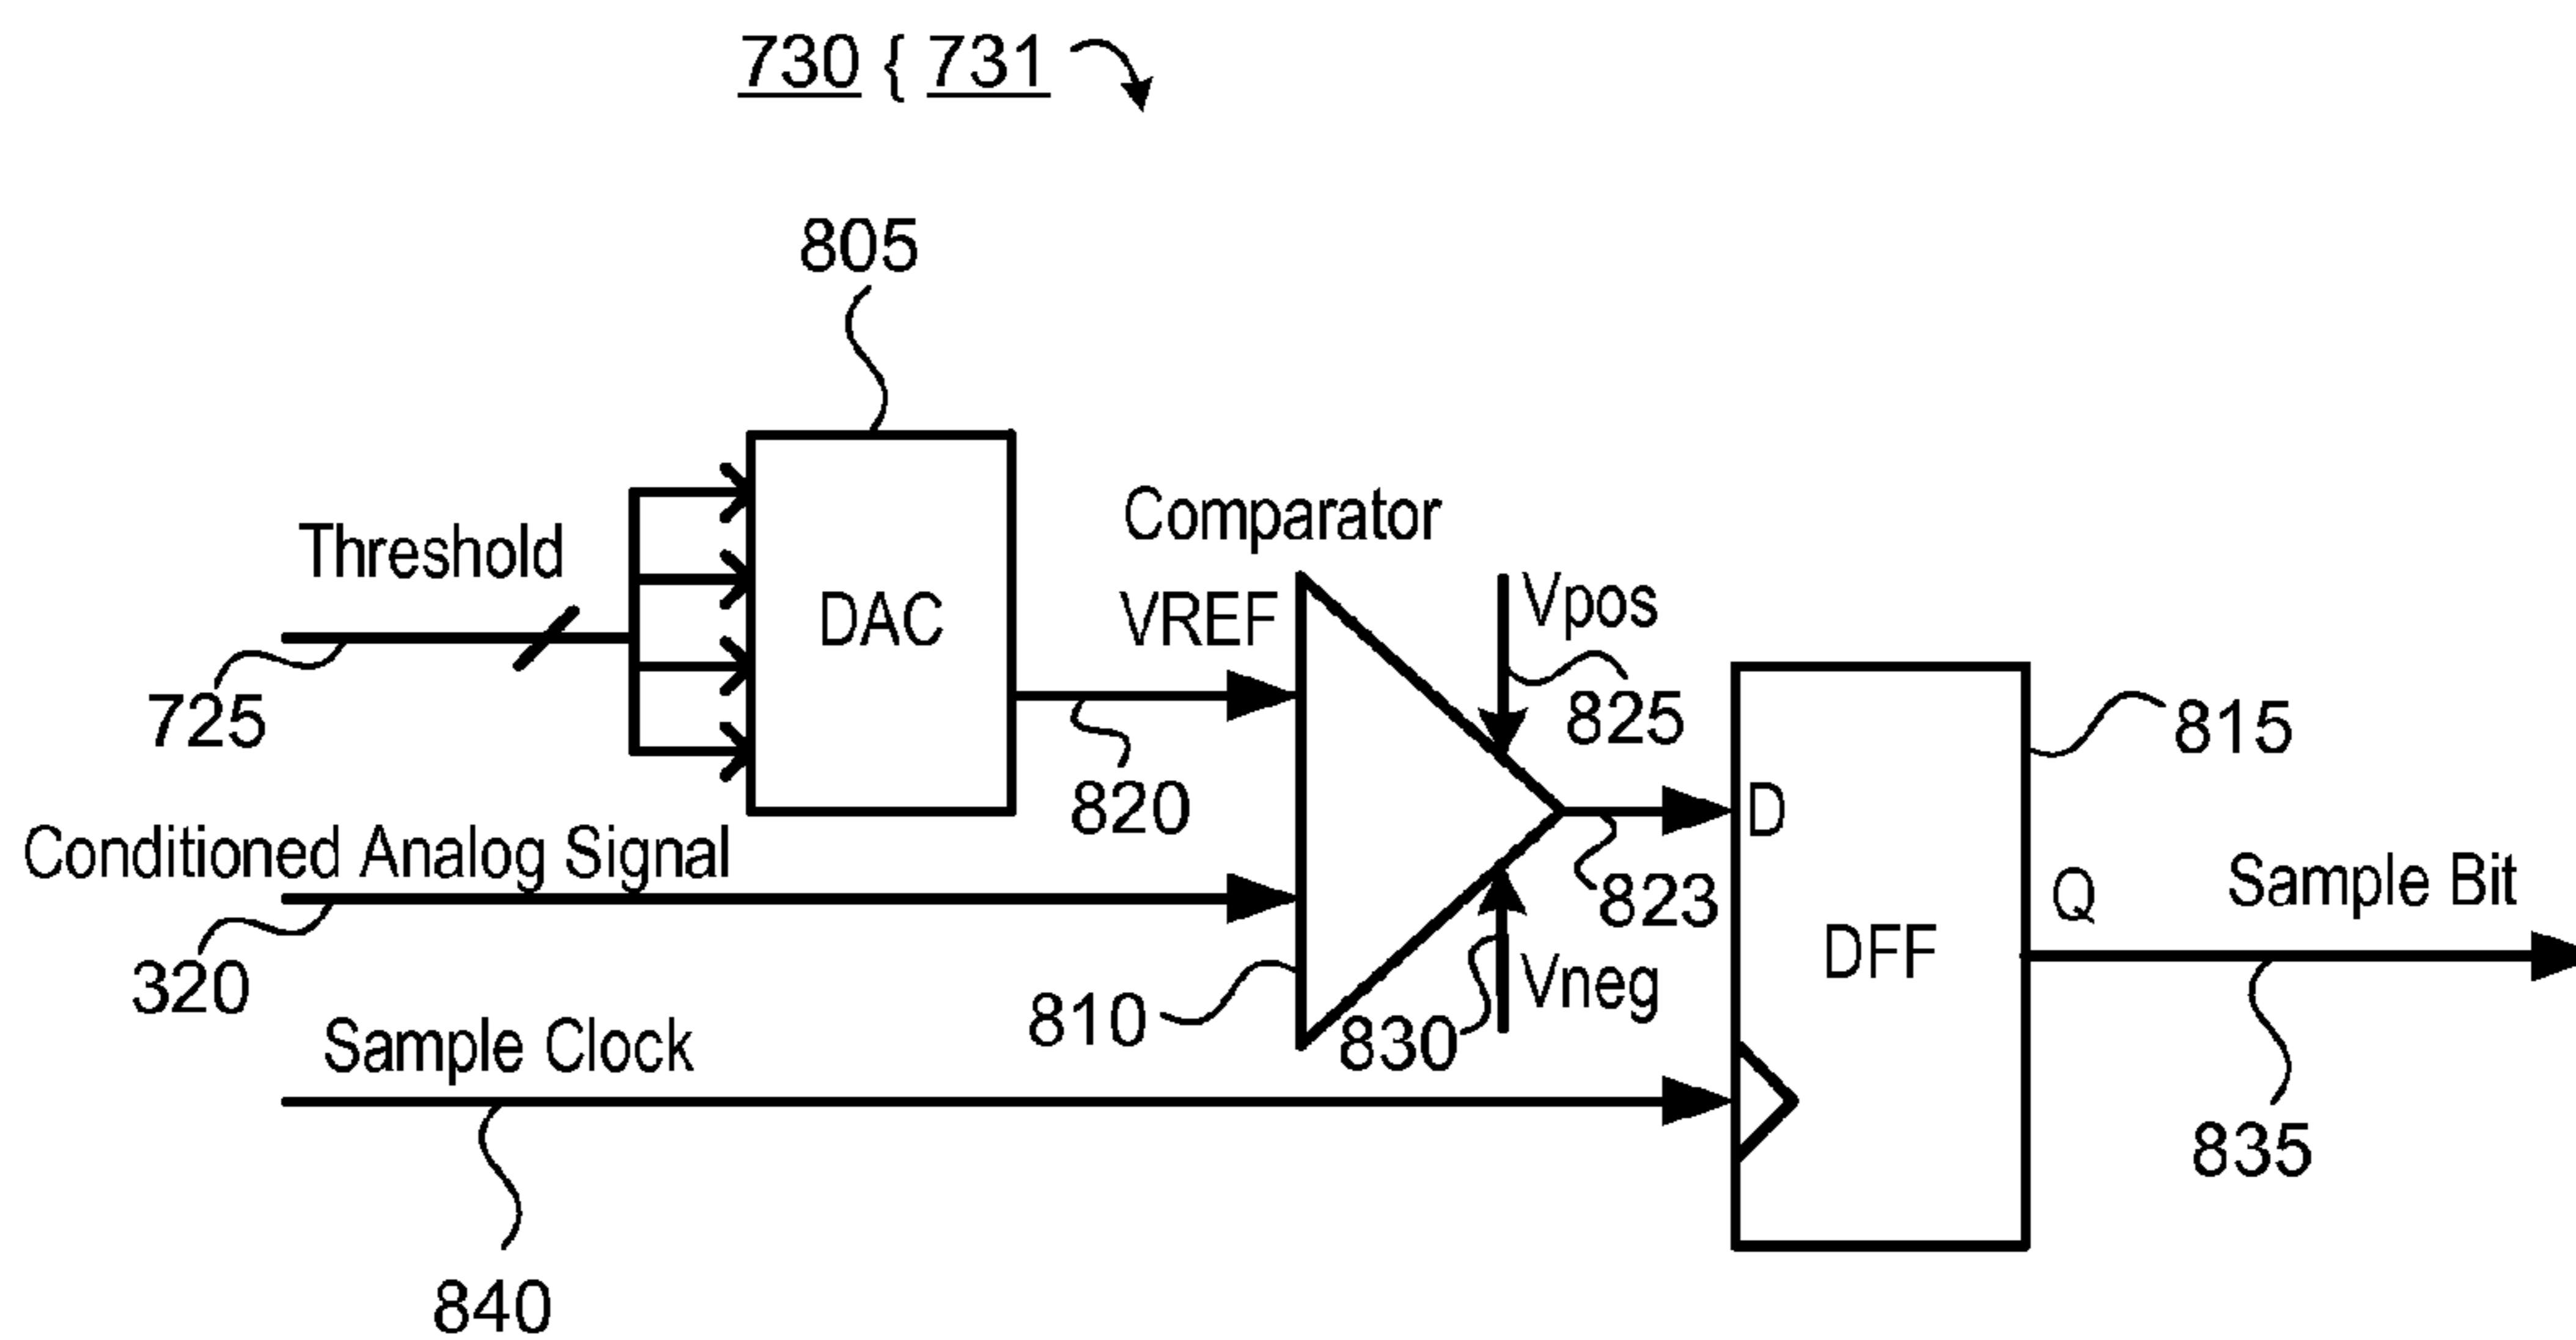 730 { 731
805
Comparator
Threshold
Vpos
DAC
VREF
725
825
815
820
D
Conditioned Analog Signal
823
Q
Sample Bit
DFF
320
810
830
Vneg
Sample Clock
835
840